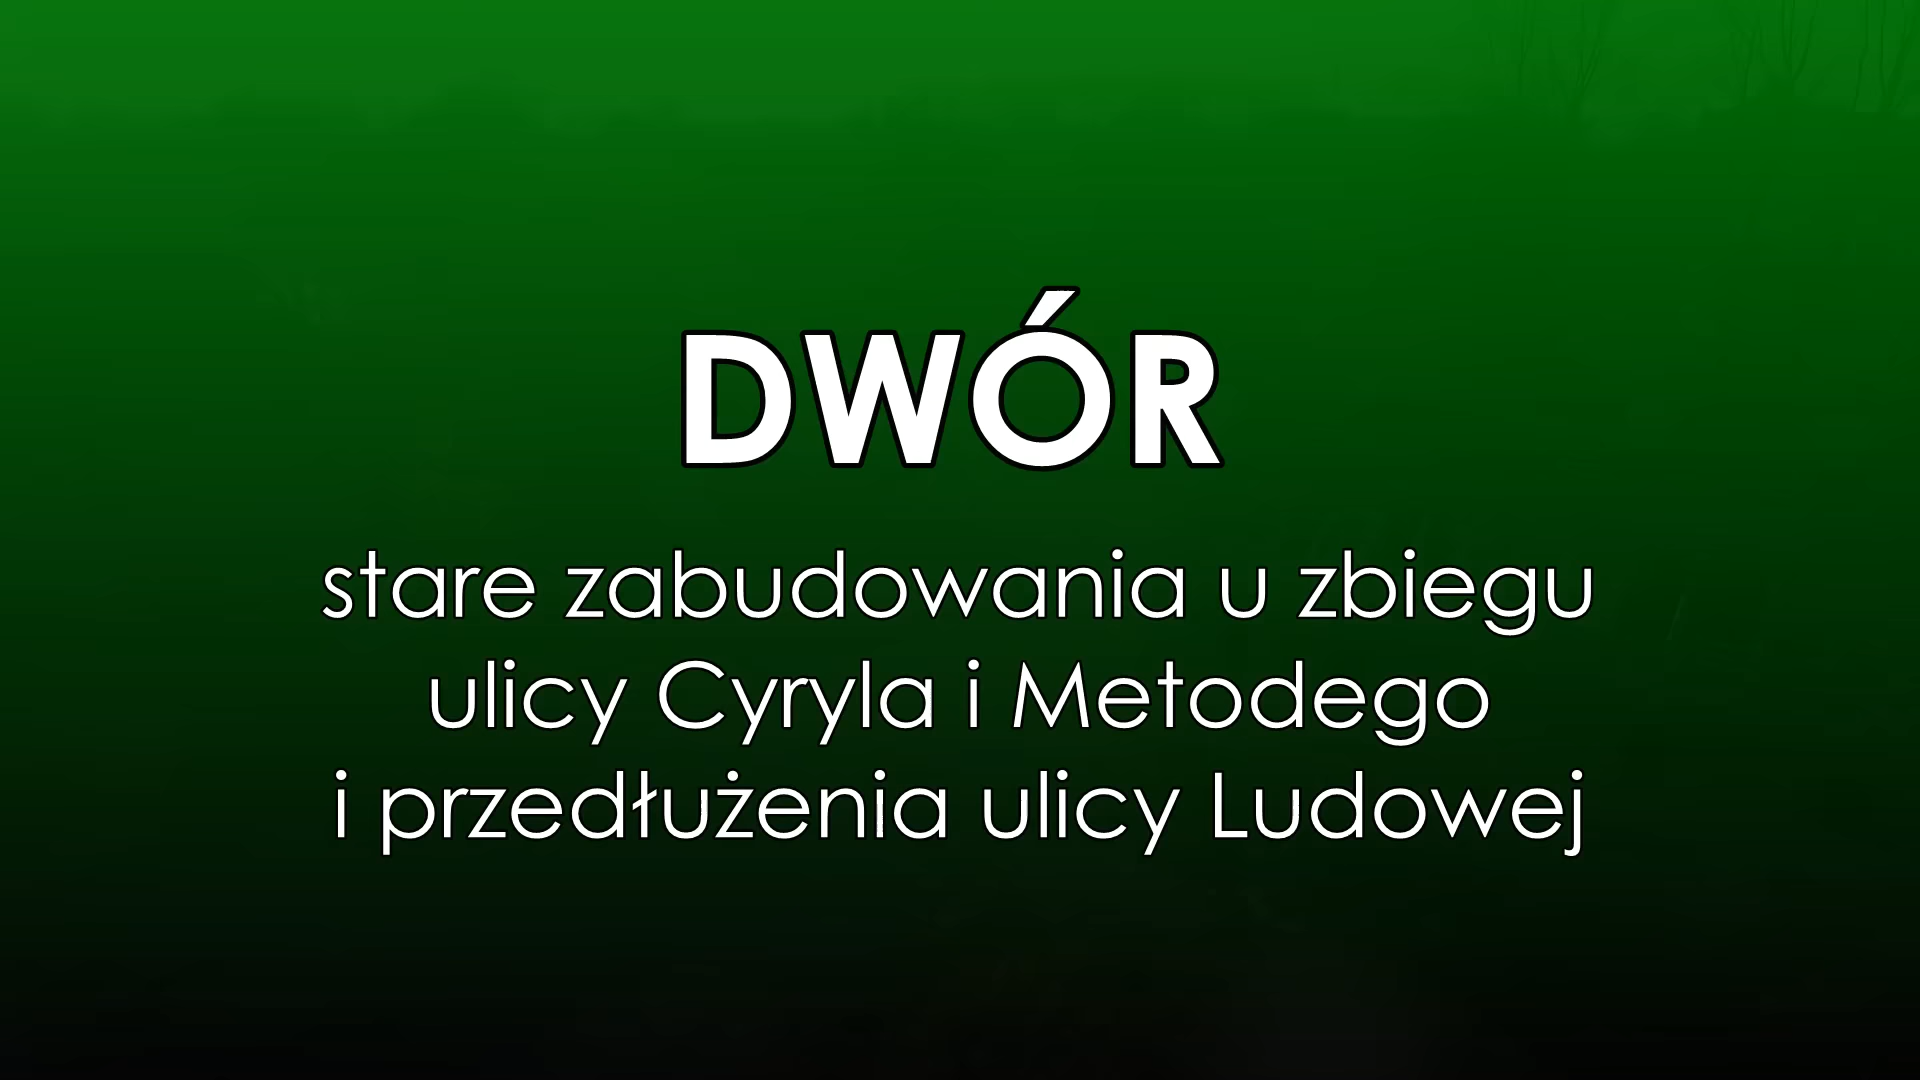 DWÓR
stare zabudowania u zbiegu
ulicy Cyryla i Metodego
i przedłużenia ulicy Ludowej